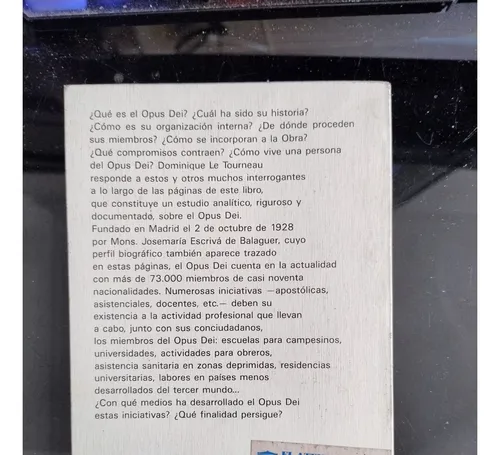 ¿Qué es el Opus Dei? ¿Cuál ha sido su historia?
¿Cómo es su organización interna? ¿De dónde proceden
sus miembros? ¿Cómo se incorporan a la Obra?
¿Qué compromisos contraen? ¿Cómo vive una persona
del Opus Dei? Dominique Le Tourneau
responde a estos y otros muchos interrogantes
a lo largo de las páginas de este libro,
que constituye un estudio analítico, riguroso y
documentado, sobre el Opus Dei.
Fundado en Madrid el 2 de octubre de 1928
por Mons. Josemaría Escrivá de Balaguer, cuyo
perfil biográfico también aparece trazado
en estas páginas, el Opus Dei cuenta en la actualidad
con más de 73.000 miembros de casi noventa
nacionalidades. Numerosas iniciativas —apostólicas,
asistenciales, docentes, etc.— deben su
existencia a la actividad profesional que llevan
a cabo, junto con sus conciudadanos,
los miembros del Opus Dei: escuelas para campesinos,
universidades, actividades para obreros,
asistencia sanitaria en zonas deprimidas, residencias
universitarias, labores en países menos
desarrollados del tercer mundo...
¿Con qué medios ha desarrollado el Opus Dei
estas iniciativas? ¿Qué finalidad persigue?